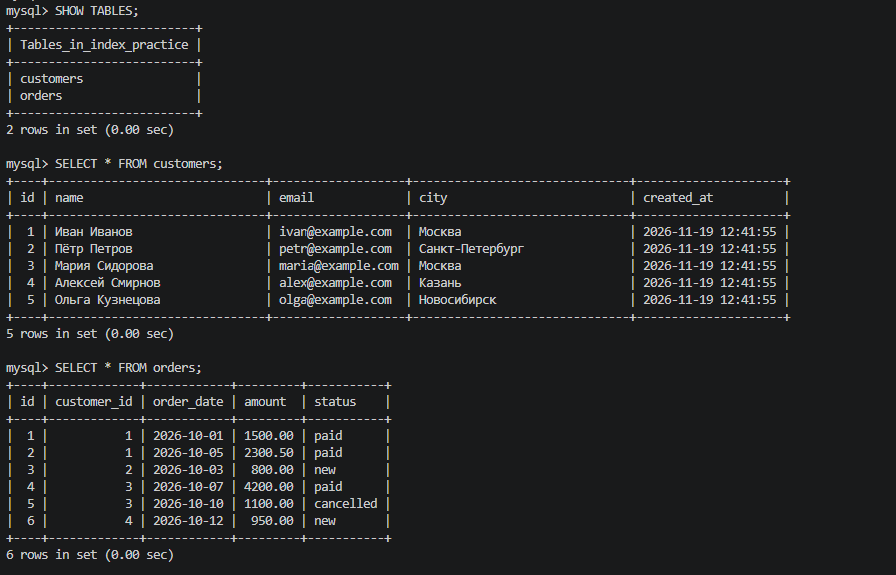 mysql> SHOW TABLES;
+--------------------------+
| Tables_in_index_practice |
+--------------------------+
| customers                |
| orders                   |
+--------------------------+
2 rows in set (0.00 sec)
mysql> SELECT * FROM customers;
+----+-------------------------------+-------------------+-------------------------------+---------------------+
| id | name                          | email             | city                          | created_at          |
+----+-------------------------------+-------------------+-------------------------------+---------------------+
| 1 | Иван Иванов | ivan@example.com | Москва | 2026-11-19 12:41:55 |
| 2 | Пётр Петров | petr@example.com | Санкт-Петербург | 2026-11-19 12:41:55 |
| 3 | Мария Сидорова | maria@example.com | Москва | 2026-11-19 12:41:55 |
| 4 | Алексей Смирнов | alex@example.com | Казань | 2026-11-19 12:41:55 |
| 5 | Ольга Кузнецова | olga@example.com | Новосибирск | 2026-11-19 12:41:55 |
+----+-------------------------------+-------------------+-------------------------------+---------------------+
5 rows in set (0.00 sec)
mysql> SELECT * FROM orders;
+----+-------------+------------+---------+-----------+
| id | customer_id | order_date | amount  | status    |
+----+-------------+------------+---------+-----------+
|  1 |           1 | 2026-10-01 | 1500.00 | paid      |
|  2 |           1 | 2026-10-05 | 2300.50 | paid      |
|  3 |           2 | 2026-10-03 |  800.00 | new       |
|  4 |           3 | 2026-10-07 | 4200.00 | paid      |
|  5 |           3 | 2026-10-10 | 1100.00 | cancelled |
|  6 |           4 | 2026-10-12 |  950.00 | new       |
+----+-------------+------------+---------+-----------+
6 rows in set (0.00 sec)